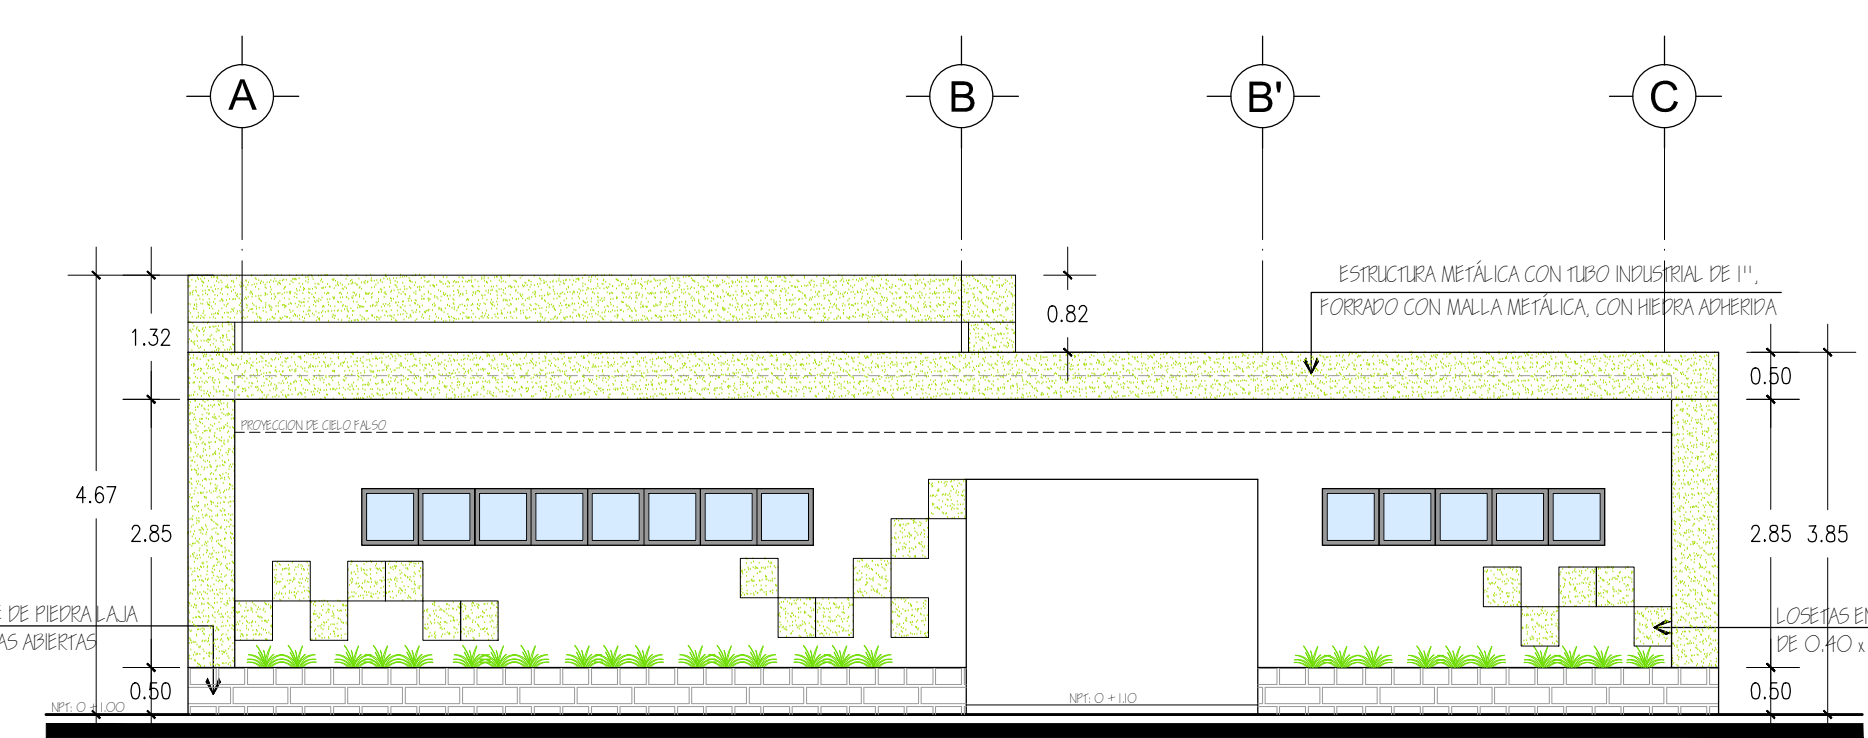 A
B
B'
C
ESTRUCTURA METÁLICA CON TUBO INDUSTRIAL DE 1",
FORRADO CON MALLA METÁLICA, CON HIEDRA ADHERIDA
0.82
1.32
0.50
PROYECCION DE CIELO FALSO
4.67
2.85
2.85
3.85
DE PIEDRA LAJA
ABIERTAS
LOSETAS
DE 0.40 x
0.50
0.50
NPT: 0 + 1.00
NPT: 0 + 1.10